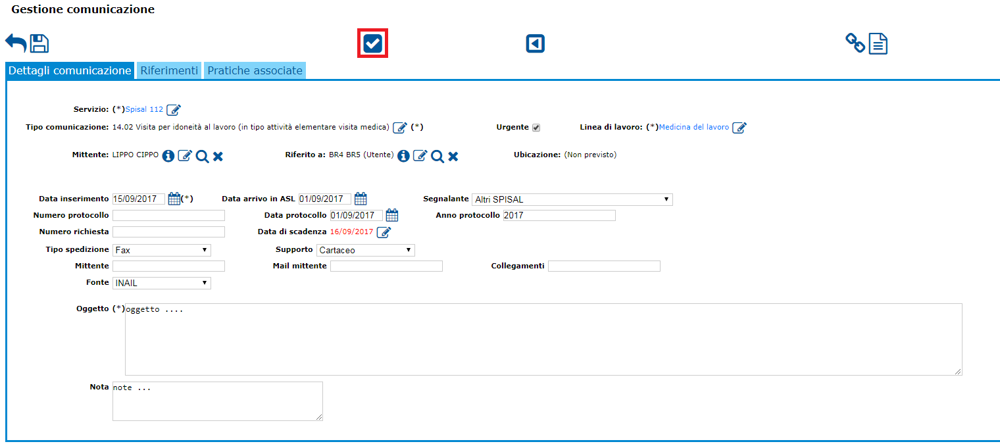 Gestione comunicazione
Dettagli comunicazione Riferimenti Pratiche associate
Servizio: (*)Spisal 112
Tipo comunicazione: 14.02 Visita per idoneità al lavoro (in tipo attività elementare visita medica) (*) Urgente Linea di lavoro: (*)Medicina del lavoro
Mittente: LIPPO CIPPO Riferito a: BR4 BR5 (Utente) Ubicazione: (Non previsto)
Data inserimento 15/09/2017 (*) Data arrivo in ASL 01/09/2017 Segnalante Altri SPISAL
Numero protocollo Data protocollo 01/09/2017 Anno protocollo 2017
Numero richiesta Data di scadenza 16/09/2017
Tipo spedizione Fax Supporto Cartaceo
Mittente Mail mittente Collegamenti
Fonte INAIL
Oggetto (*)oggetto ....
Nota note ...